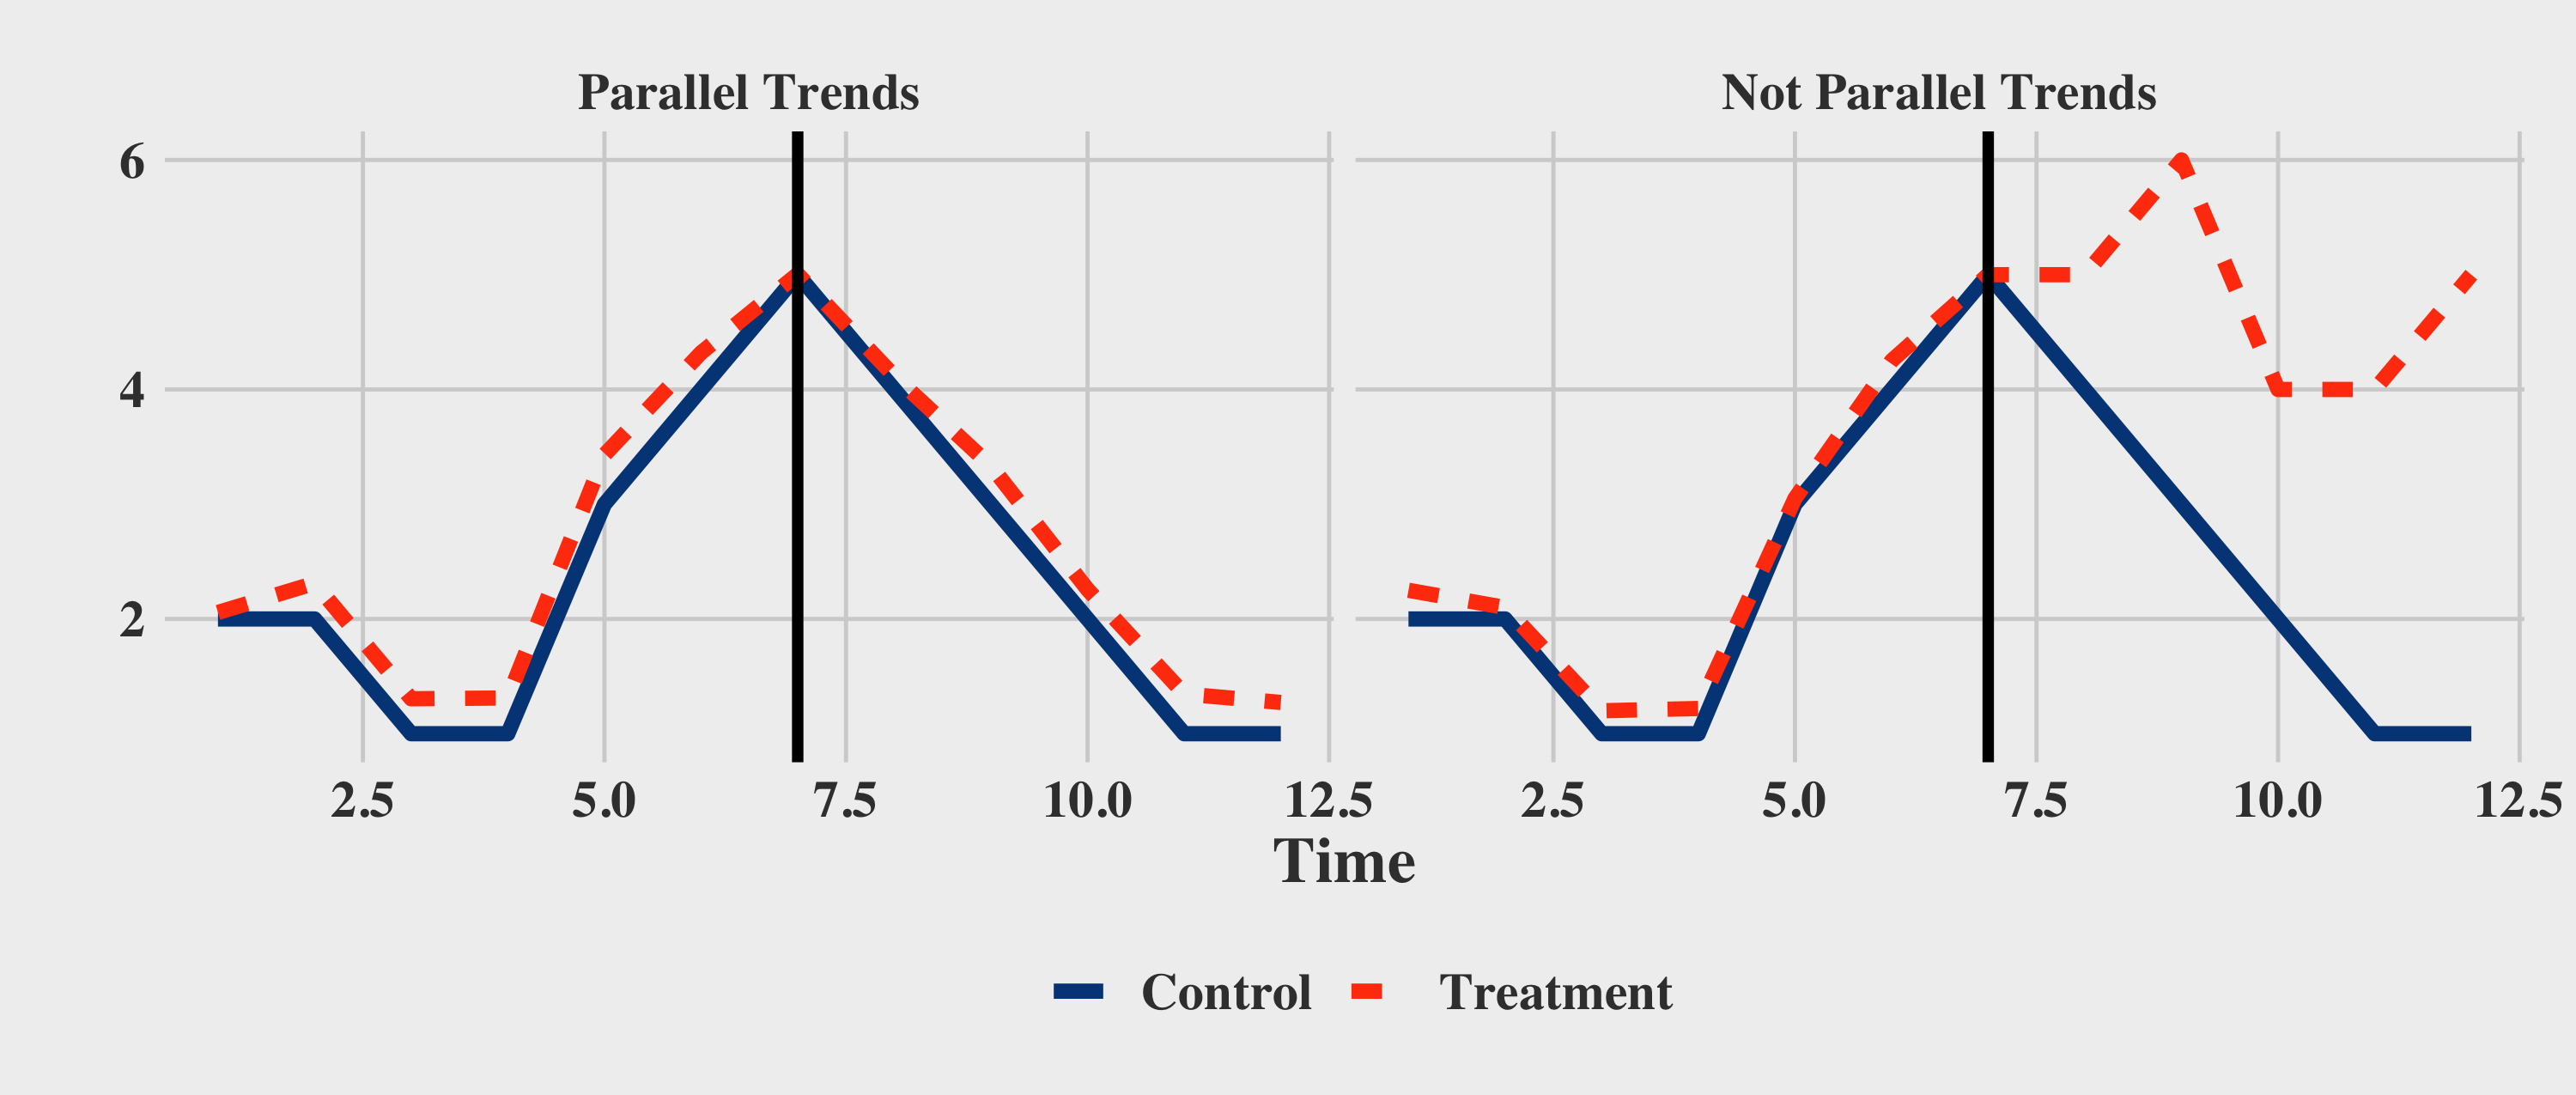 Parallel Trends Not Parallel Trends
6
4
2
2.5 5.0 7.5 10.0 12.5 2.5 5.0 7.5 10.0 12.5
Time
Control Treatment